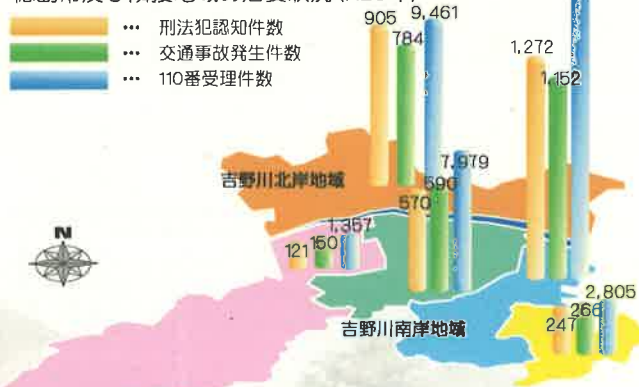 刑法犯認知件数
交通事故発生件数
110番受理件数
905
784
9,461
1,272
1,152
7,979
590
570
吉野川北岸地域
1,357
150
121
N
吉野川南岸地域
2,805
266
247